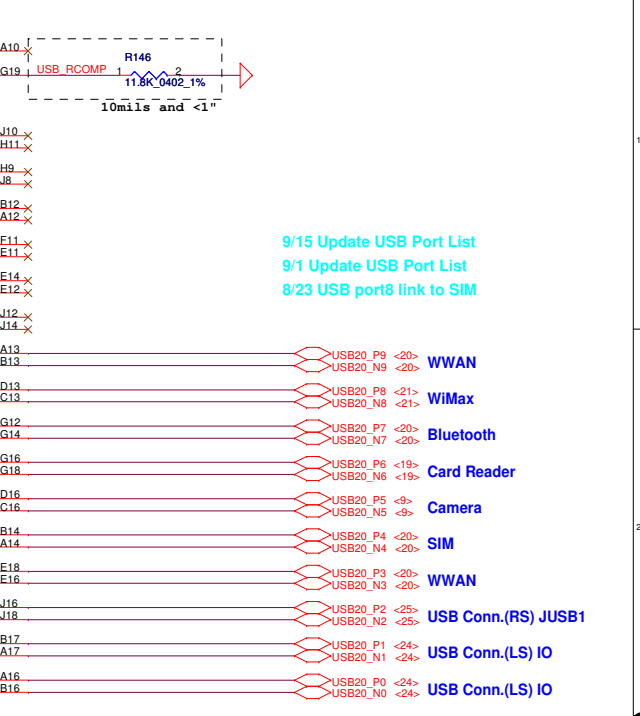 A10
R146
G19 USB_RCOMP 1 2
11.8K_0402_1%
10mils and <1"
J10
H11
1
H9
J8
B12
A12
F11 9/15 Update USB Port List
E11
9/1 Update USB Port List
E14
E12 8/23 USB port8 link to SIM
J12
J14
A13 USB20_P9 <20>
B13 USB20_N9 <20> WWAN
D13 USB20_P8 <21>
C13 USB20_N8 <21> WiMax
G12 USB20_P7 <20>
G14 USB20_N7 <20> Bluetooth
G16 USB20_P6 <19>
G18 USB20_N6 <19> Card Reader
D16 USB20_P5 <9>
C16 USB20_N5 <9> Camera
2
B14 USB20_P4 <20>
A14 USB20_N4 <20> SIM
E18 USB20_P3 <20>
E16 USB20_N3 <20> WWAN
J16 USB20_P2 <25>
J18 USB20_N2 <25> USB Conn.(RS) JUSB1
B17 USB20_P1 <24>
A17 USB20_N1 <24> USB Conn.(LS) IO
A16 USB20_P0 <24>
B16 USB20_N0 <24> USB Conn.(LS) IO